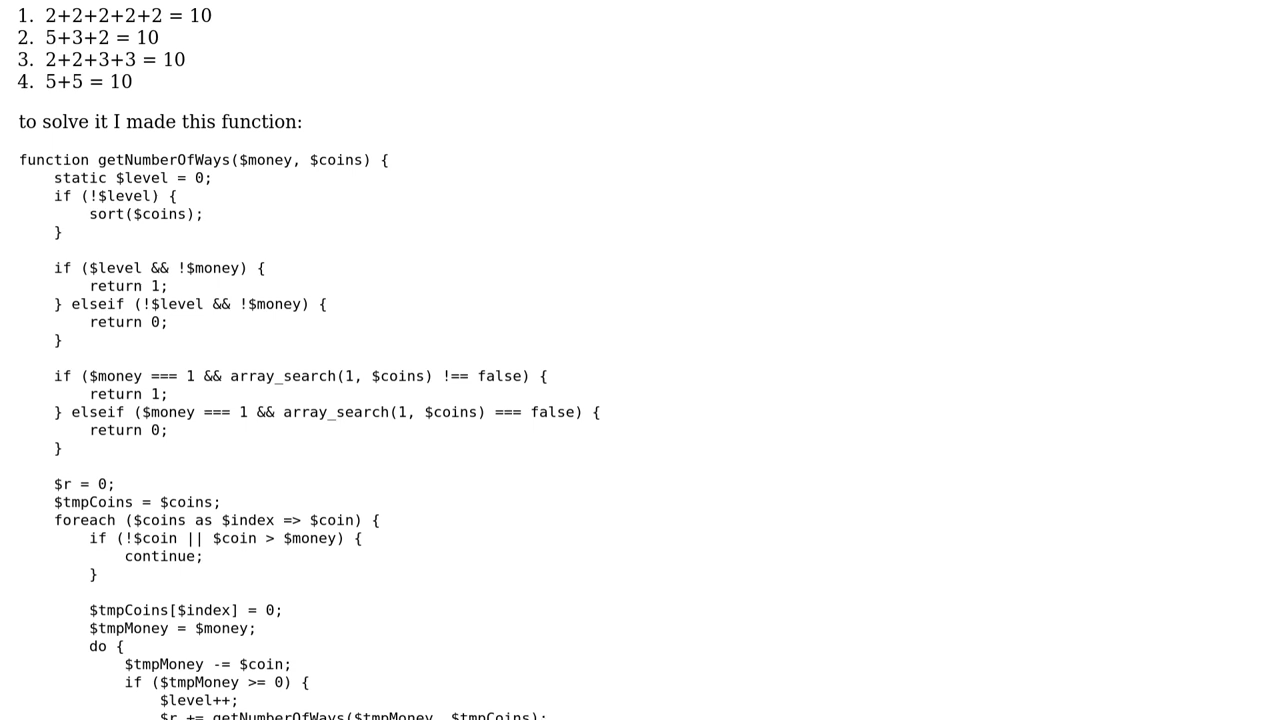 1. 2+2+2+2+2 = 10
2. 5+3+2 = 10
3. 2+2+3+3 = 10
4. 5+5 = 10
to solve it I made this function:
function getNumberOfWays($money, $coins) {
    static $level = 0;
    if (!$level) {
        sort($coins);
    }
    if ($level && !$money) {
        return 1;
    } elseif (!$level && !$money) {
        return 0;
    }
    if ($money === 1 && array_search(1, $coins) !== false) {
        return 1;
    } elseif ($money === 1 && array_search(1, $coins) === false) {
        return 0;
    }
    $r = 0;
    $tmpCoins = $coins;
    foreach ($coins as $index => $coin) {
        if (!$coin || $coin > $money) {
            continue;
        }
        $tmpCoins[$index] = 0;
        $tmpMoney = $money;
        do {
            $tmpMoney -= $coin;
            if ($tmpMoney >= 0) {
                $level++;
                $r += getNumberOfWays($tmpMoney, $tmpCoins);